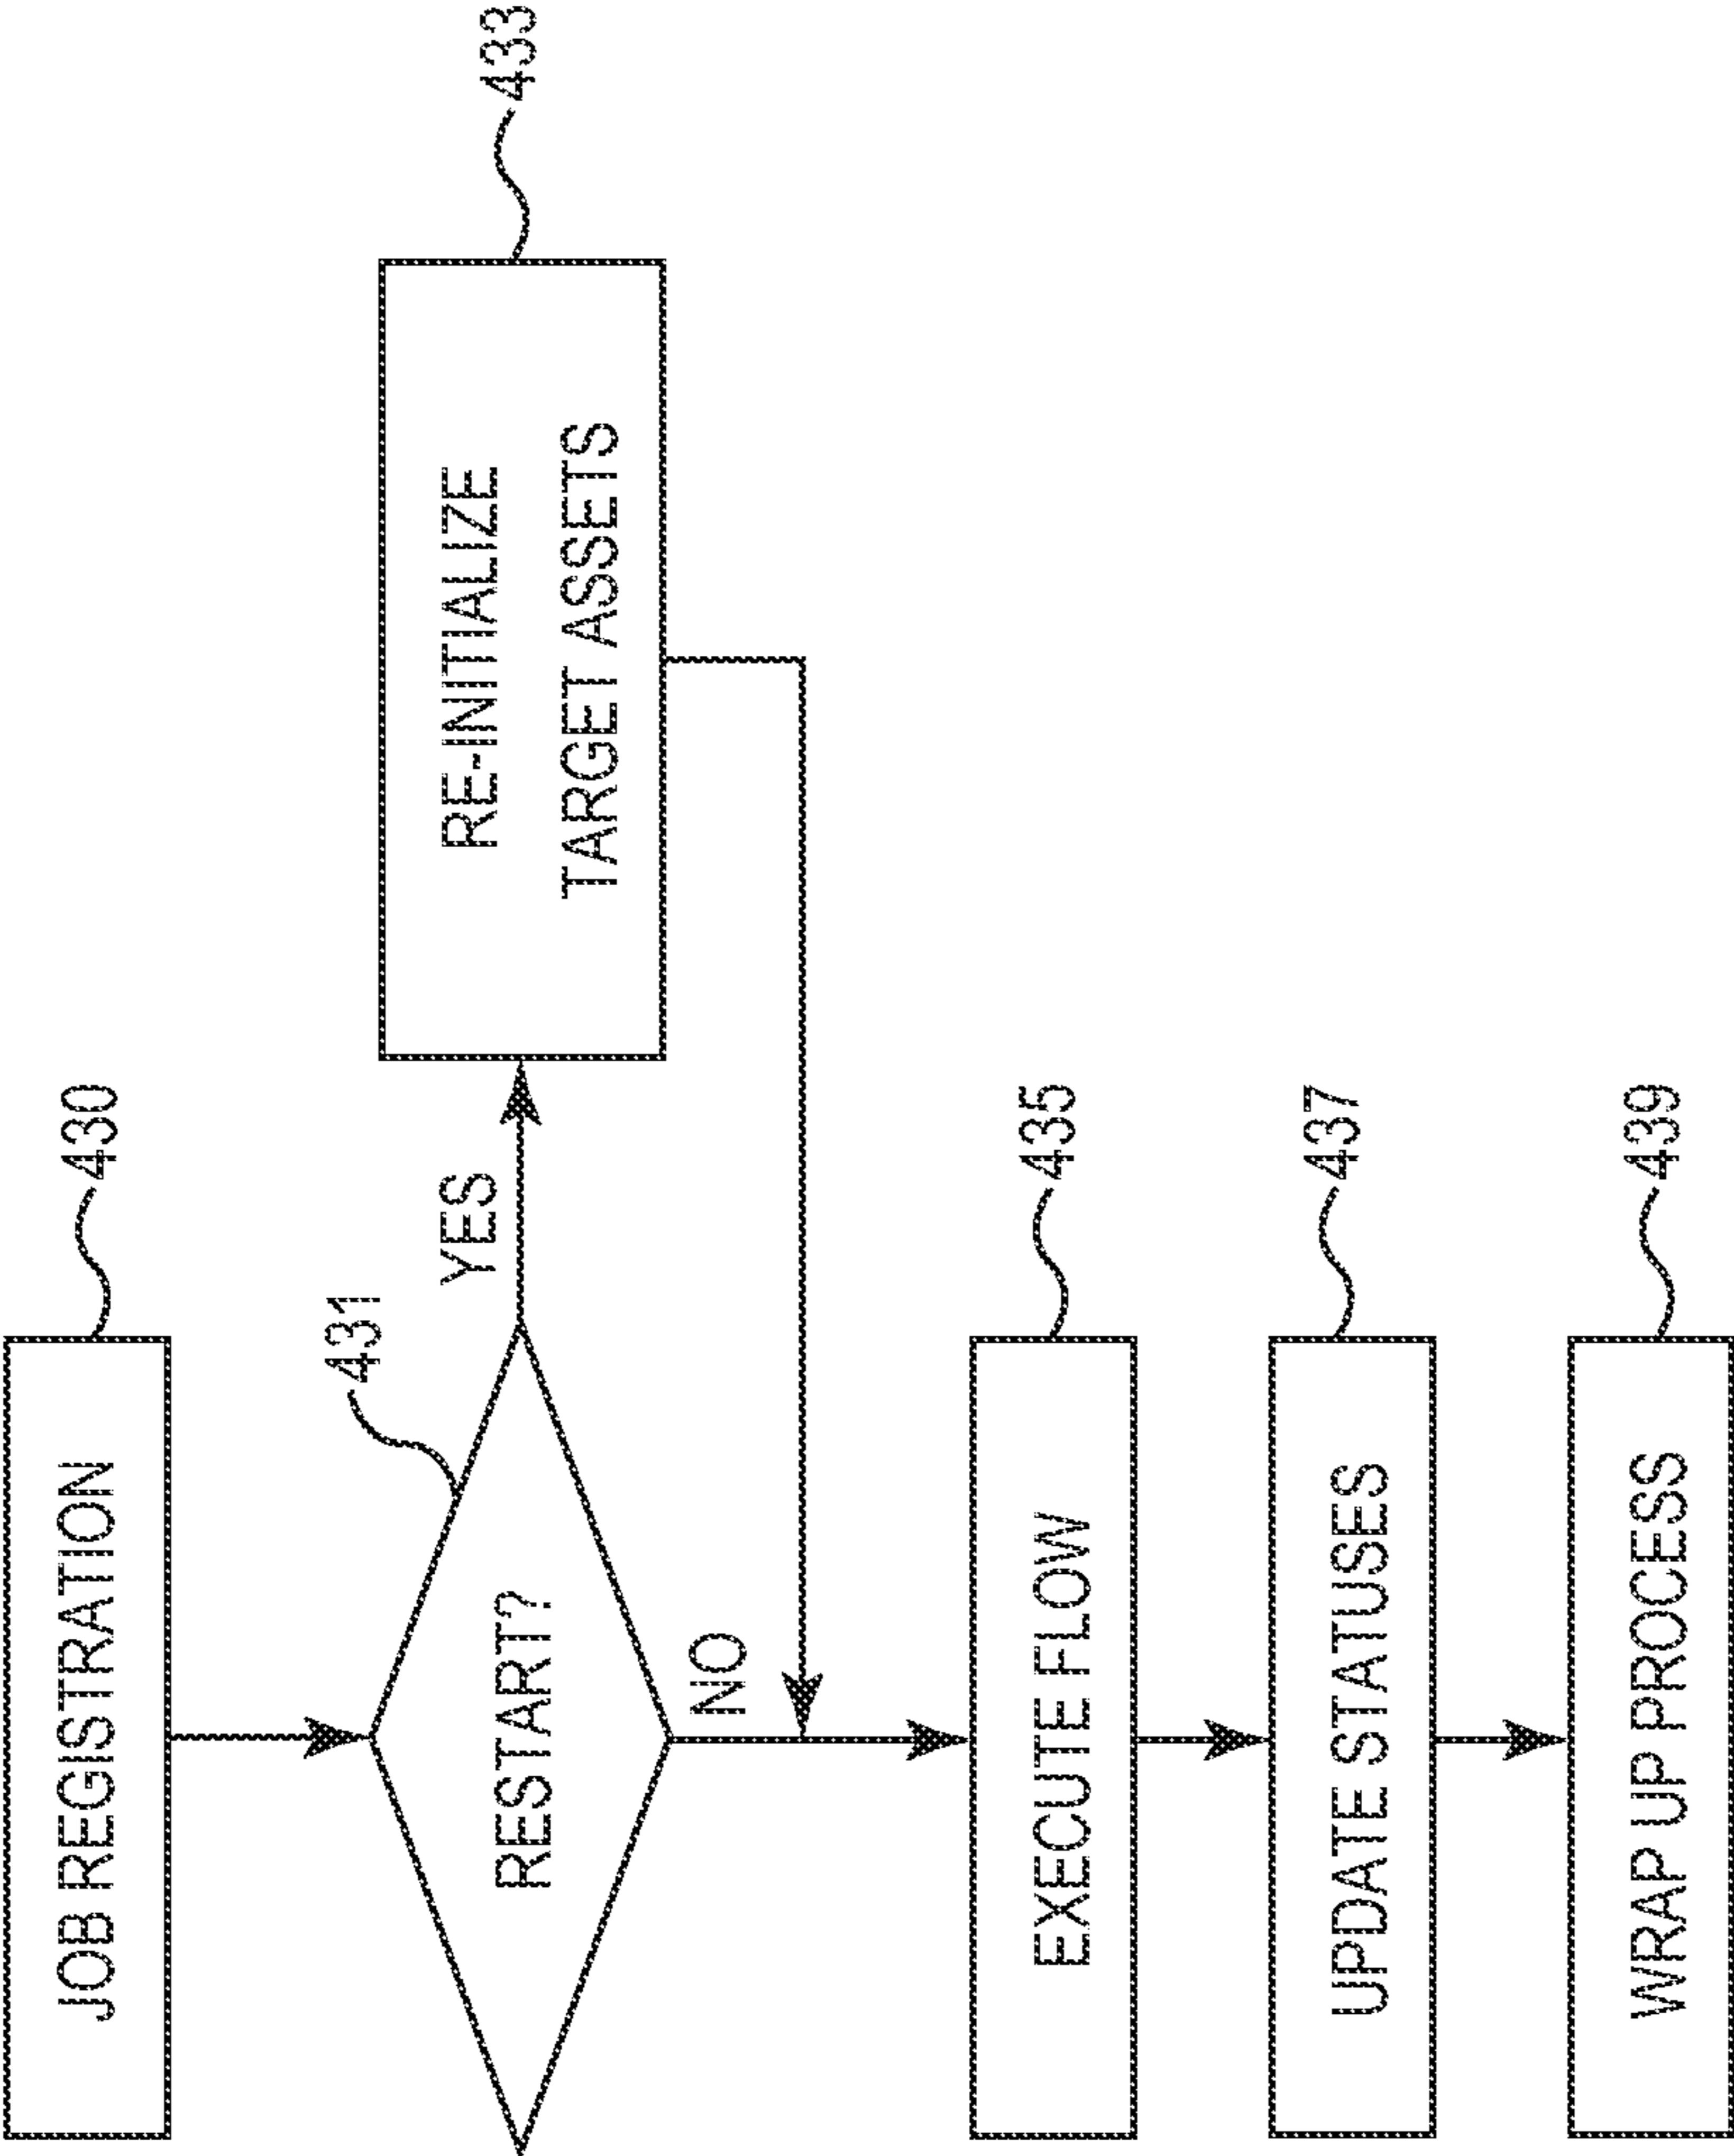 JOB REGISTRATION
430
431
RESTART?
YES
RE-INITIALIZE
TARGET ASSETS
433
NO
EXECUTE FLOW
435
UPDATE STATUSES
437
WRAP UP PROCESS
439